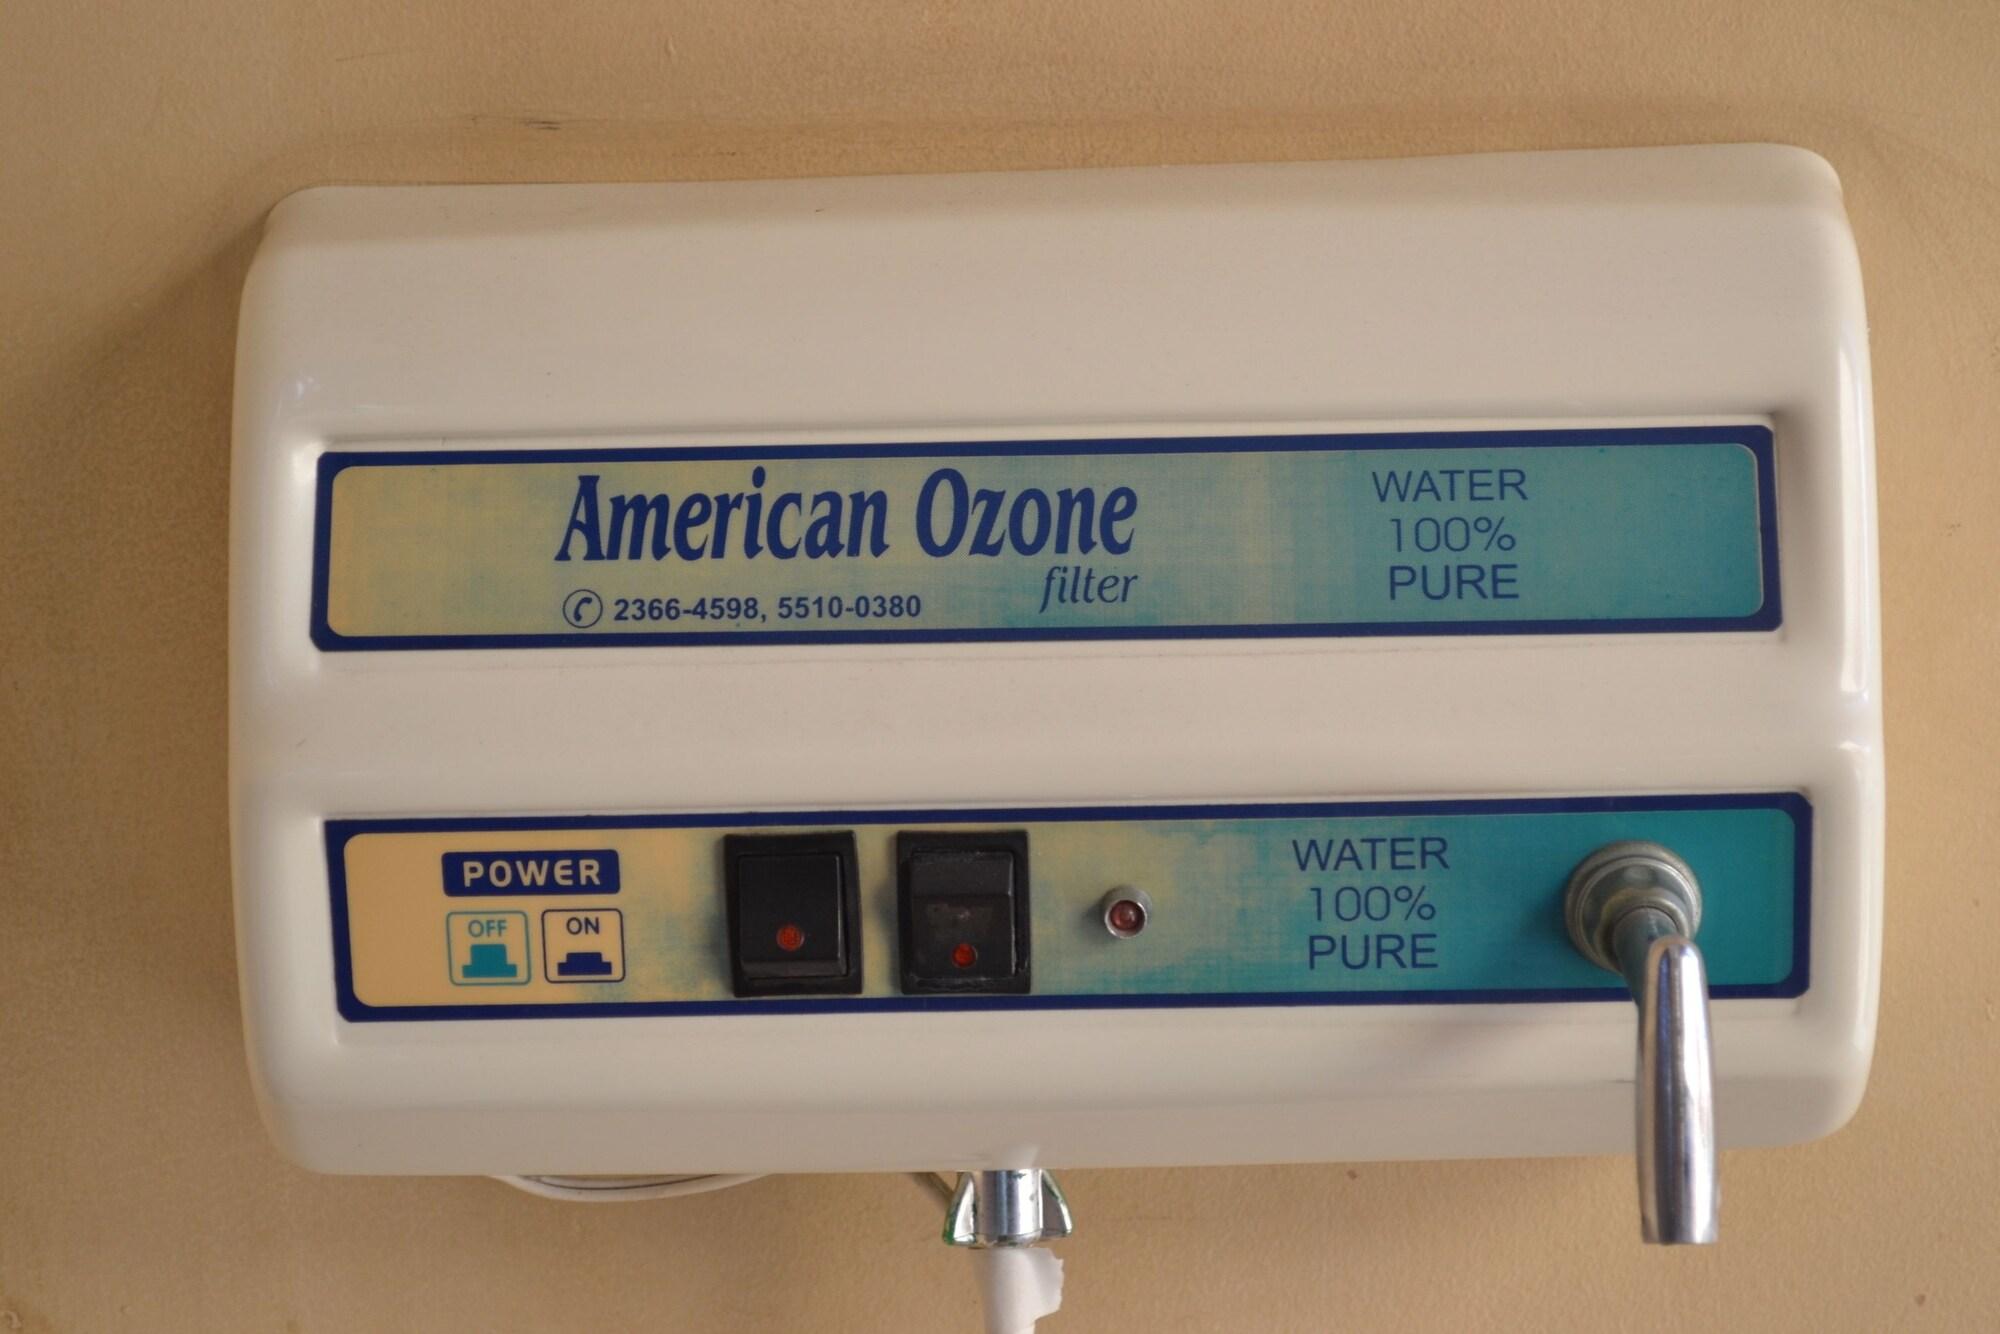 American Ozone
filter
2366-4598, 5510-0380
WATER
100%
PURE
POWER
OFF
ON
WATER
100%
PURE